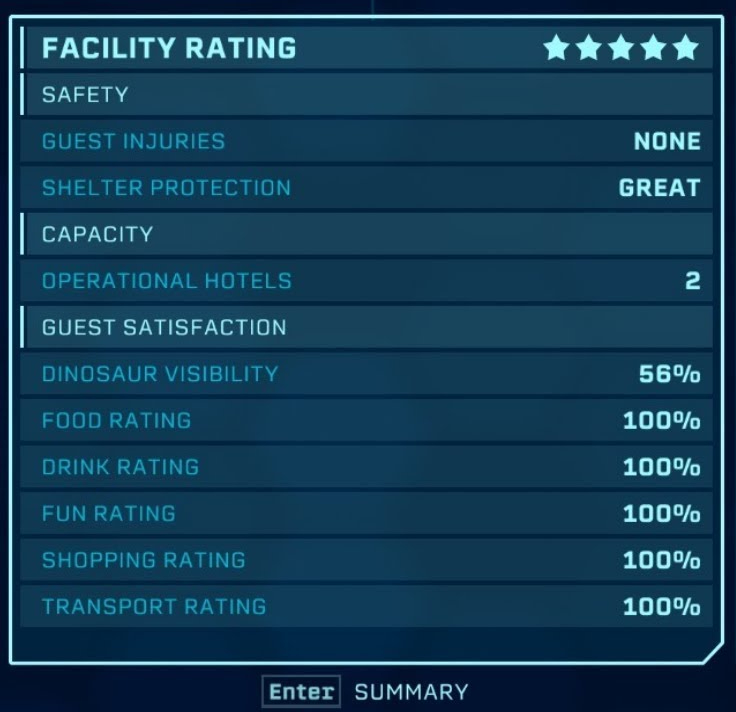 FACILITY RATING
SAFETY
GUEST INJURIES NONE
SHELTER PROTECTION GREAT
CAPACITY
OPERATIONAL HOTELS 2
GUEST SATISFACTION
DINOSAUR VISIBILITY 56%
FOOD RATING 100%
DRINK RATING 100%
FUN RATING 100%
SHOPPING RATING 100%
TRANSPORT RATING 100%
Enter SUMMARY